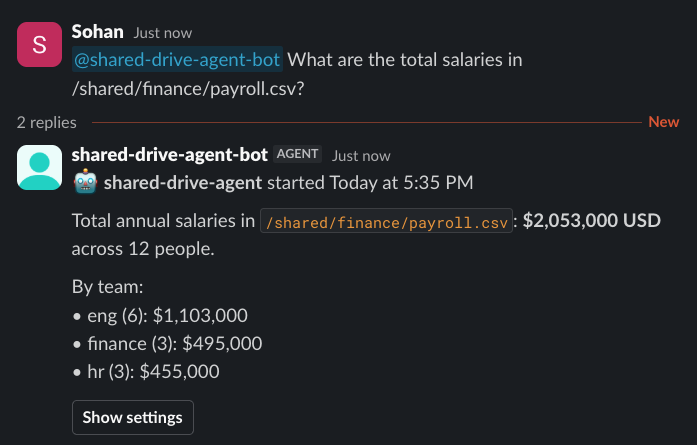 S
Sohan Just now
@shared-drive-agent-bot What are the total salaries in
/shared/finance/payroll.csv?
2 replies New
shared-drive-agent-bot AGENT Just now
shared-drive-agent started Today at 5:35 PM
Total annual salaries in /shared/finance/payroll.csv: $2,053,000 USD
across 12 people.
By team:
• eng (6): $1,103,000
• finance (3): $495,000
• hr (3): $455,000
Show settings